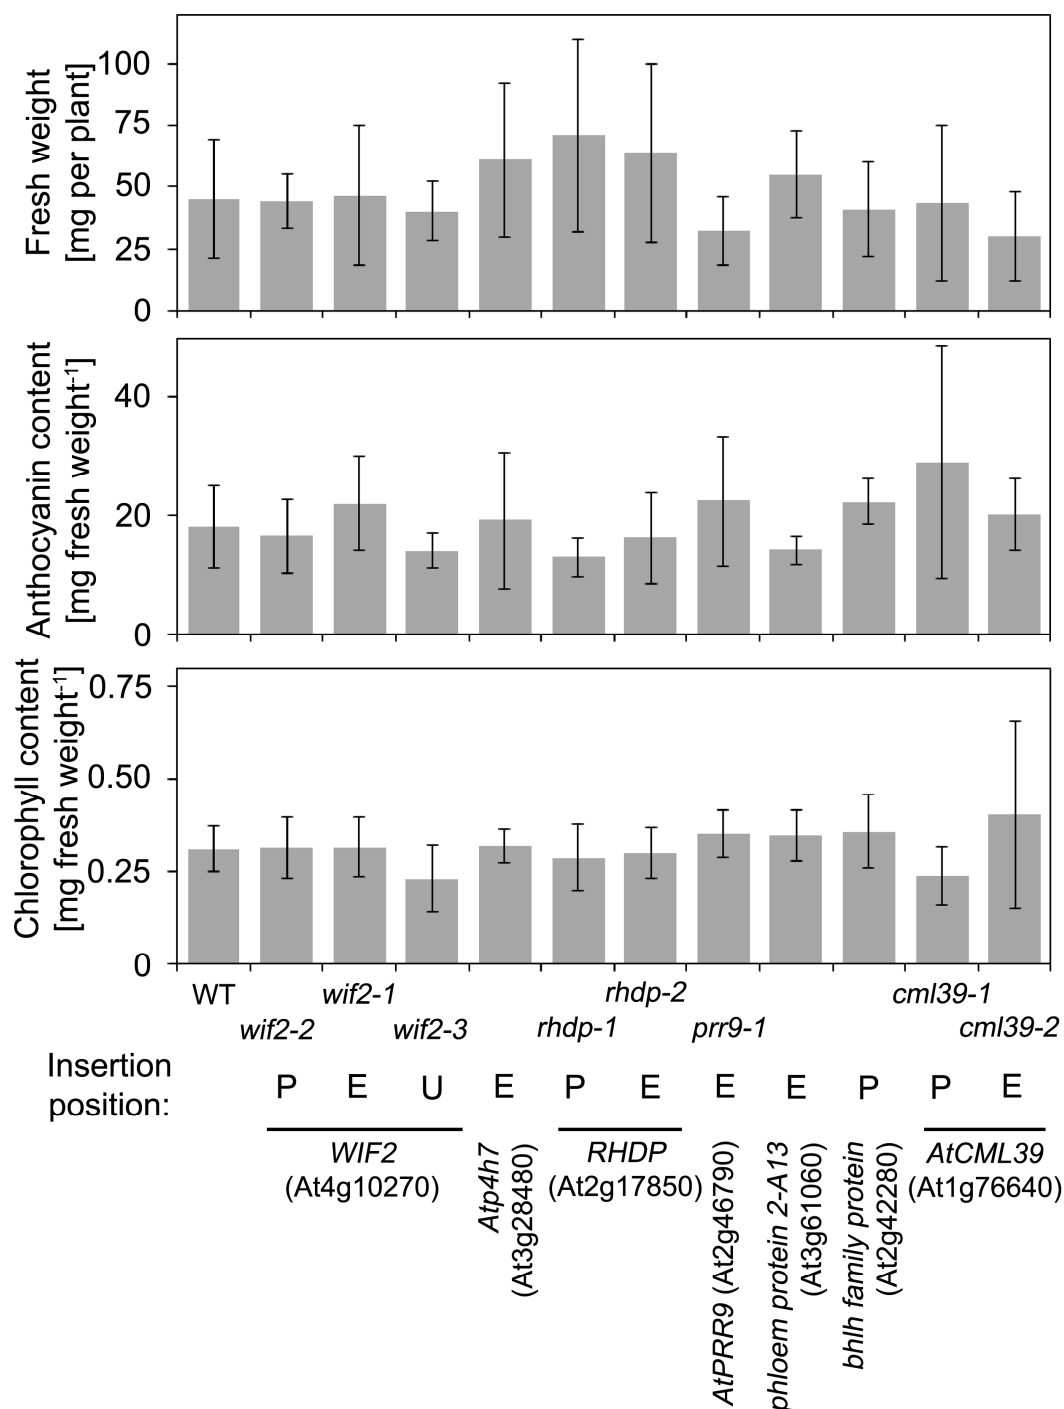 Fresh weight
[mg per plant]
100
75
50
25
0
Anthocyanin content
[mg fresh weight-1]
40
20
0
Chlorophyll content
[mg fresh weight-1]
0.75
0.50
0.25
0
WT
wif2-1
rhdp-2
cml39-1
wif2-2
wif2-3
rhdp-1
prr9-1
cml39-2
Insertion
position:
P E U E P E E E P P E
WIF2
(At4g10270)
Atp4h7
(At3g28480)
RHDP
(At2g17850)
AtPRR9 (At2g46790)
phloem protein 2-A13
(At3g61060)
bhlh family protein
(At2g42280)
AtCML39
(At1g76640)